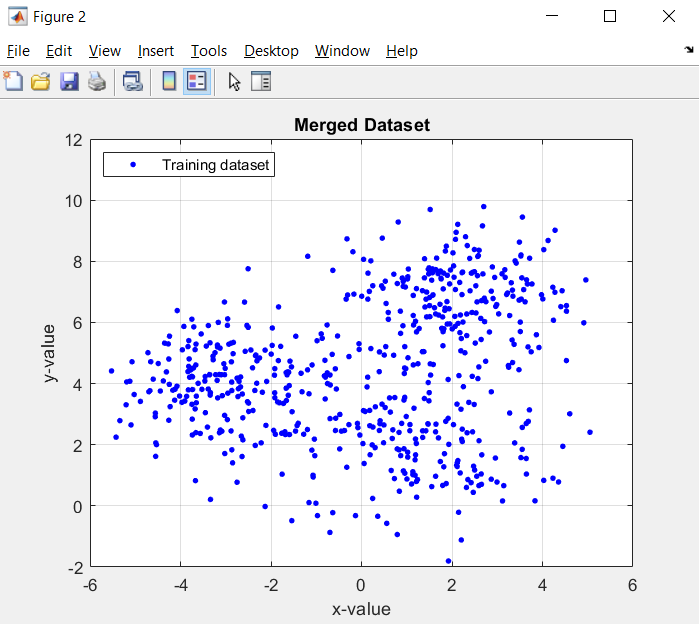 Figure 2
File Edit View Insert Tools Desktop Window Help
Merged Dataset
Training dataset
12
10
8
6
4
2
0
-2
y-value
-6 -4 -2 0 2 4 6
x-value